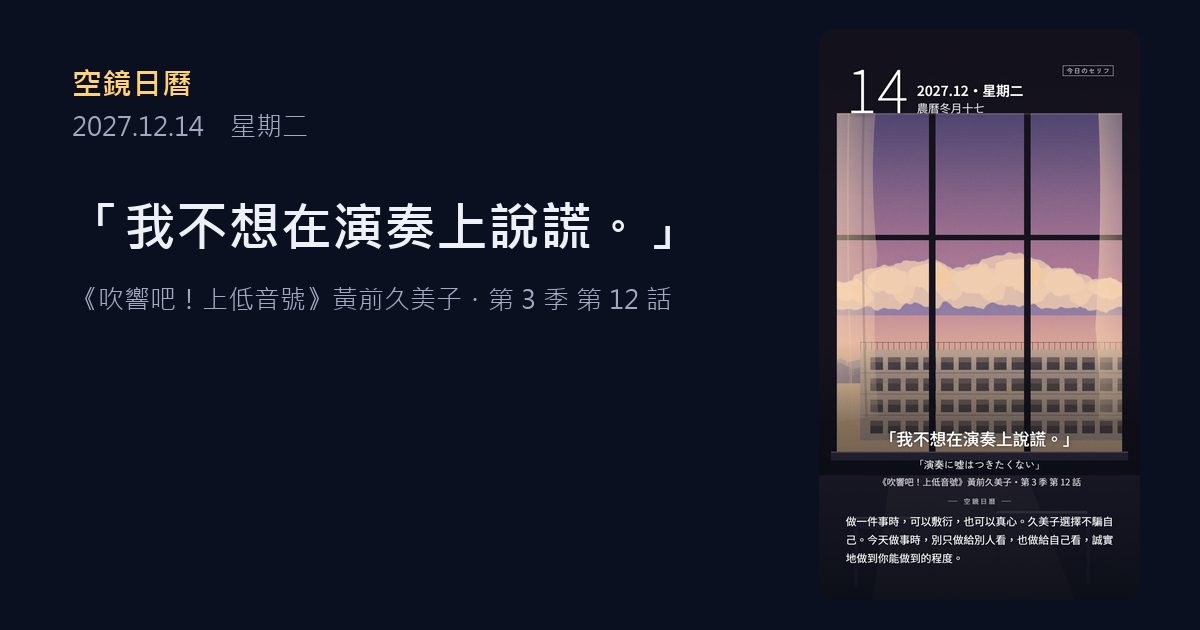 空鏡日曆
2027.12.14 星期二
「我不想在演奏上說謊。」
《吹響吧！上低音號》黃前久美子・第 3 季 第 12 話
今日のセリフ
14
2027.12・星期二
農曆冬月十七
「我不想在演奏上說謊。」
「演奏に嘘はつきたくない」
《吹響吧！上低音號》黃前久美子・第 3 季 第 12 話
— 空鏡日曆 —
做一件事時，可以敷衍，也可以真心。久美子選擇不騙自
己。今天做事時，別只做給別人看，也做給自己看，誠實
地做到你能做到的程度。